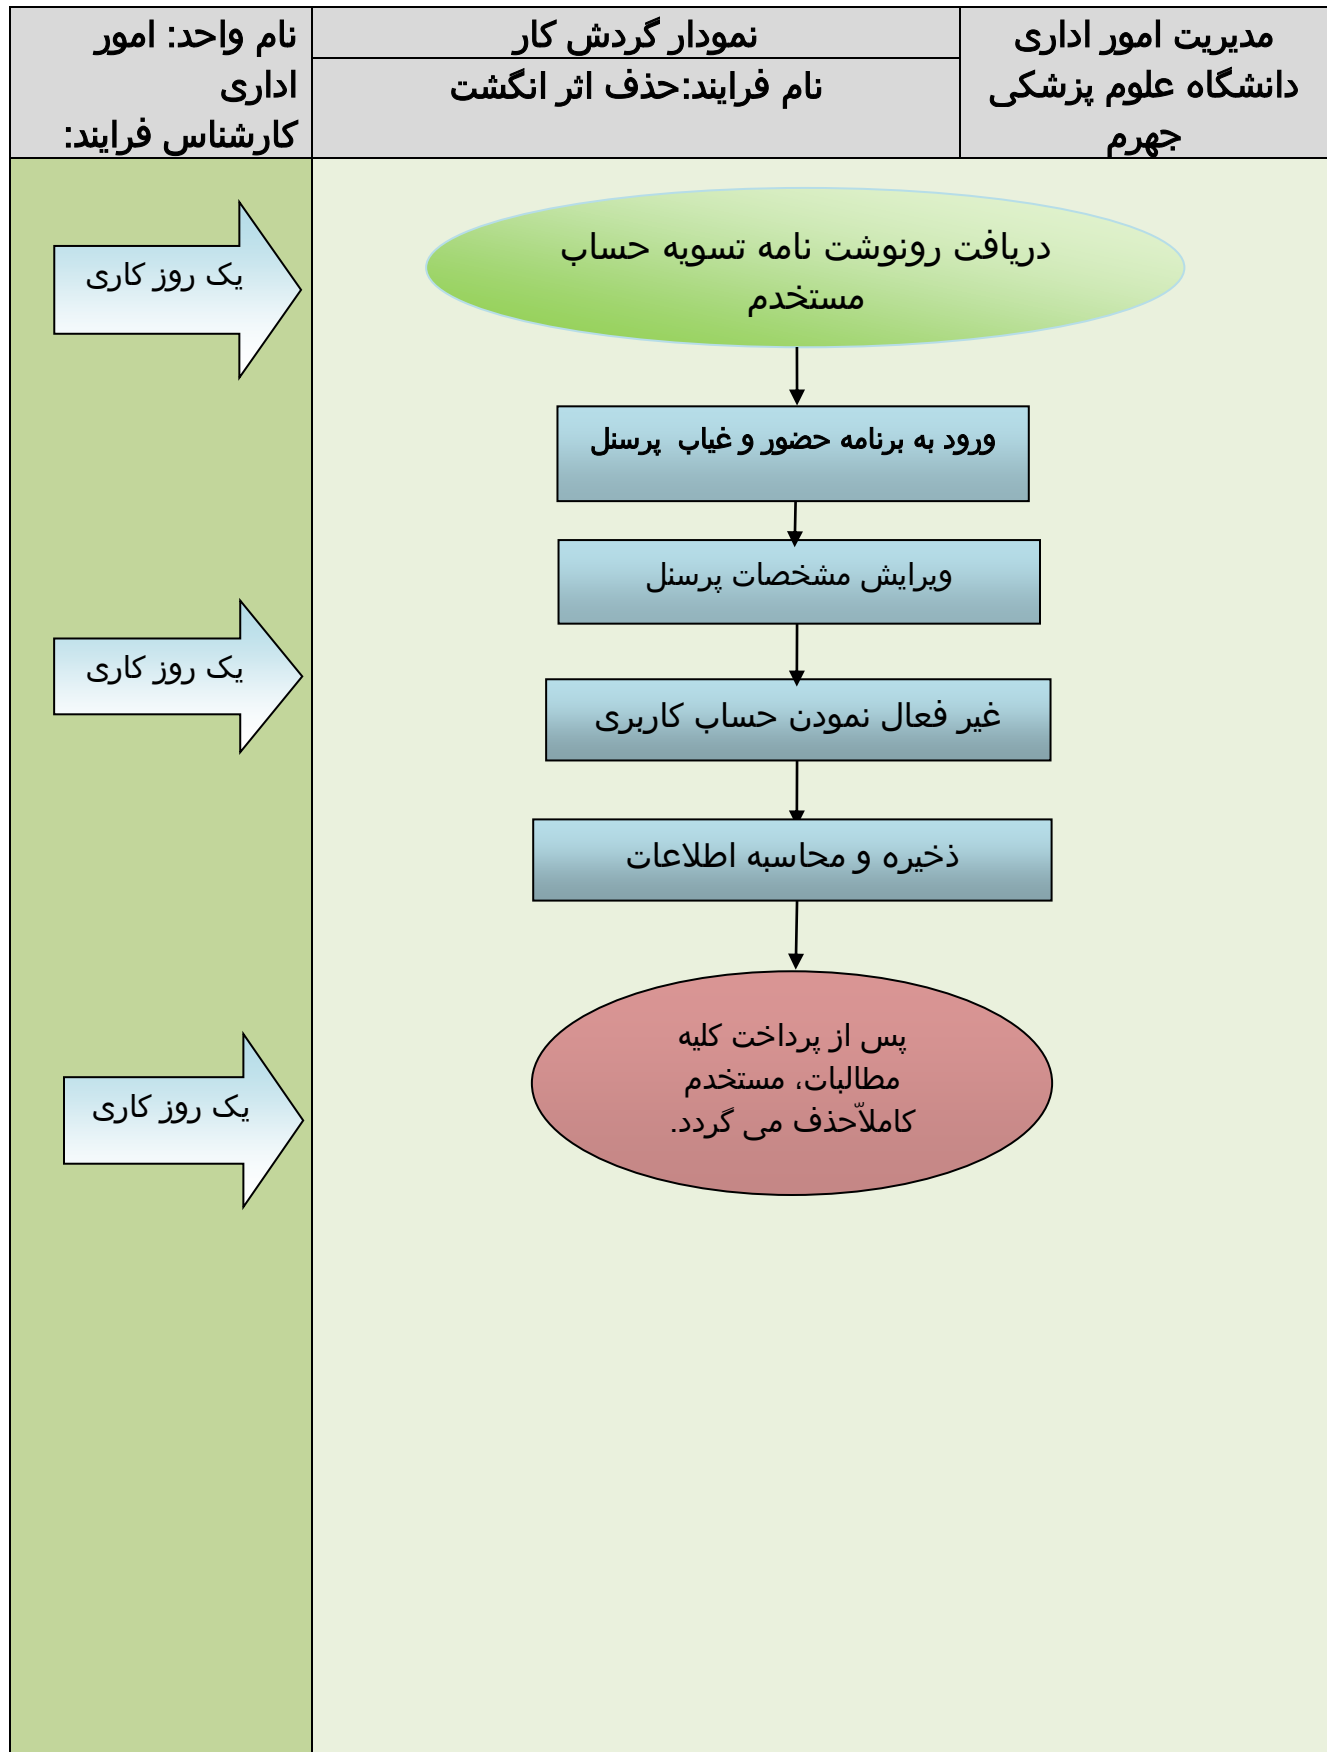 مدیریت امور اداری
دانشگاه علوم پزشکی
جهرم
نمودار گردش کار
نام فرایند:حذف اثر انگشت
نام واحد: امور
اداری
کارشناس فرایند:
دریافت رونوشت نامه تسویه حساب
مستخدم
یک روز کاری
ورود به برنامه حضور و غیاب  پرسنل
ویرایش مشخصات پرسنل
یک روز کاری
غیر فعال نمودن حساب کاربری
ذخیره و محاسبه اطلاعات
پس از پرداخت کلیه
مطالبات، مستخدم
کاملاّحذف می گردد.
یک روز کاری